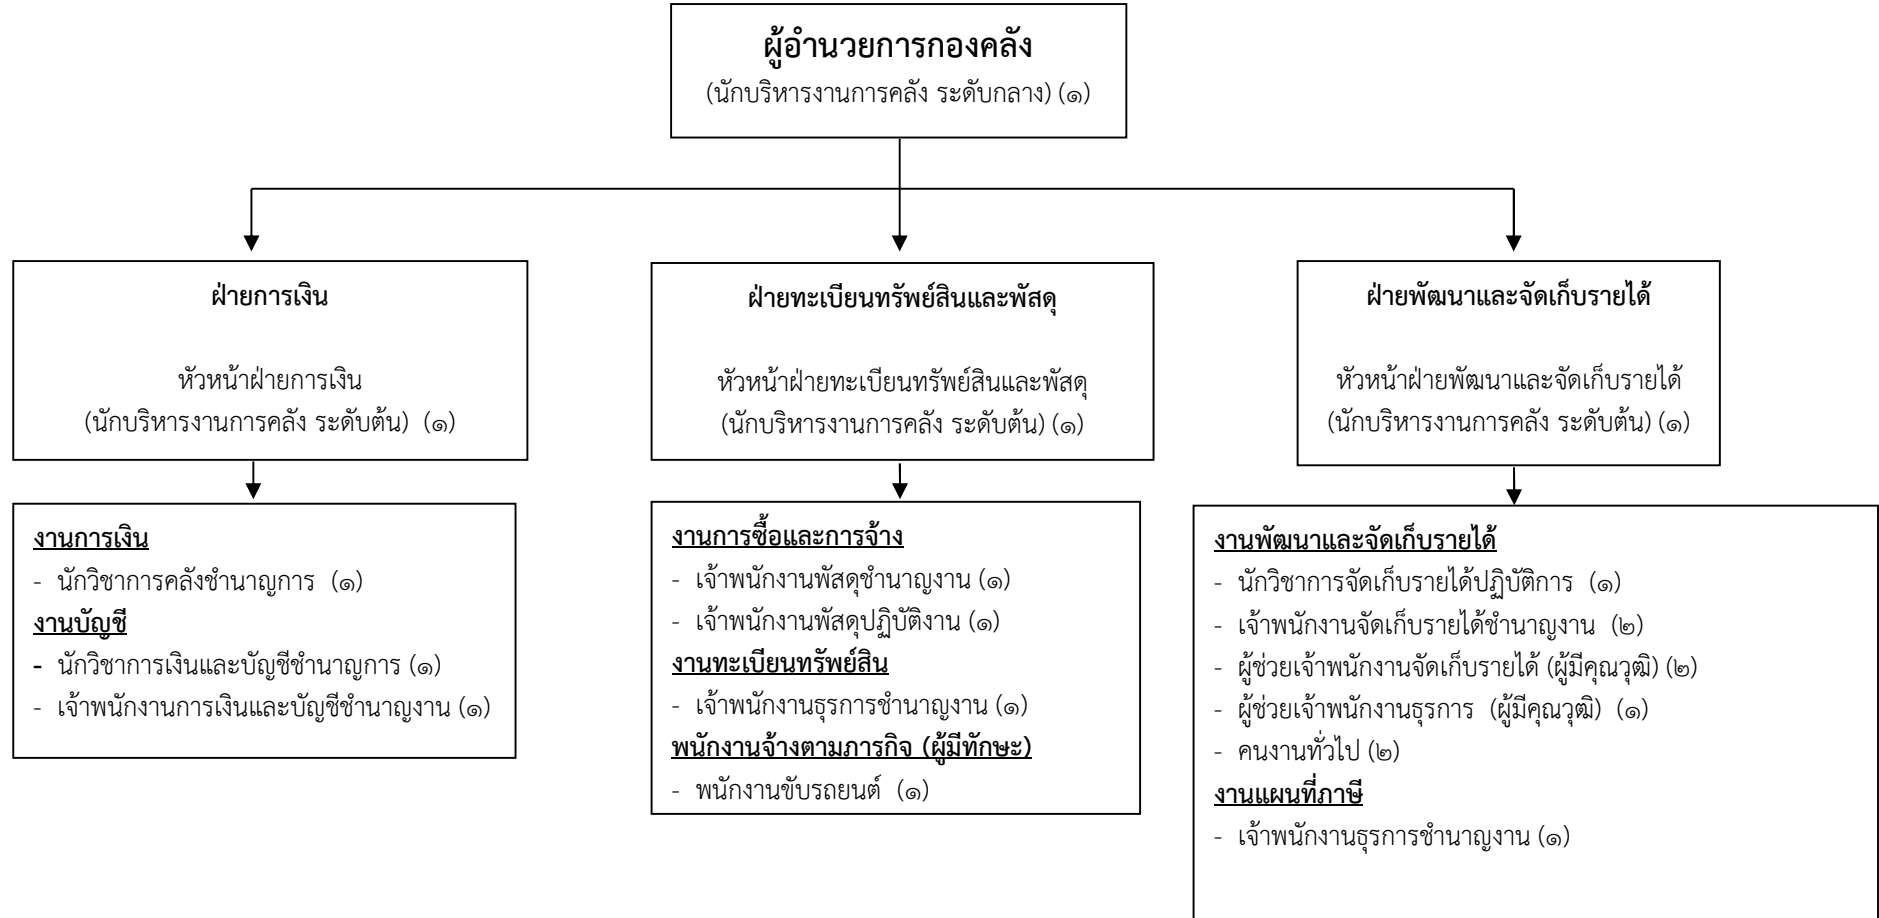 ผู้อำนวยการกองคลัง
(นักบริหารงานการคลัง ระดับกลาง) (๑)
ฝ่ายการเงิน
หัวหน้าฝ่ายการเงิน
(นักบริหารงานการคลัง ระดับต้น) (๑)
ฝ่ายทะเบียนทรัพย์สินและพัสดุ
หัวหน้าฝ่ายทะเบียนทรัพย์สินและพัสดุ
(นักบริหารงานการคลัง ระดับต้น) (๑)
ฝ่ายพัฒนาและจัดเก็บรายได้
หัวหน้าฝ่ายพัฒนาและจัดเก็บรายได้
(นักบริหารงานการคลัง ระดับต้น) (๑)
งานการเงิน
- นักวิชาการคลังชำนาญการ (๑)
งานบัญชี
- นักวิชาการเงินและบัญชีชำนาญการ (๑)
- เจ้าพนักงานการเงินและบัญชีชำนาญงาน (๑)
งานการซื้อและการจ้าง
- เจ้าพนักงานพัสดุชำนาญงาน (๑)
- เจ้าพนักงานพัสดุปฏิบัติงาน (๑)
งานทะเบียนทรัพย์สิน
- เจ้าพนักงานธุรการชำนาญงาน (๑)
พนักงานจ้างตามภารกิจ (ผู้มีทักษะ)
- พนักงานขับรถยนต์ (๑)
งานพัฒนาและจัดเก็บรายได้
- นักวิชาการจัดเก็บรายได้ปฏิบัติการ (๑)
- เจ้าพนักงานจัดเก็บรายได้ชำนาญงาน (๒)
- ผู้ช่วยเจ้าพนักงานจัดเก็บรายได้ (ผู้มีคุณวุฒิ) (๒)
- ผู้ช่วยเจ้าพนักงานธุรการ (ผู้มีคุณวุฒิ) (๑)
- คนงานทั่วไป (๒)
งานแผนที่ภาษี
- เจ้าพนักงานธุรการชำนาญงาน (๑)